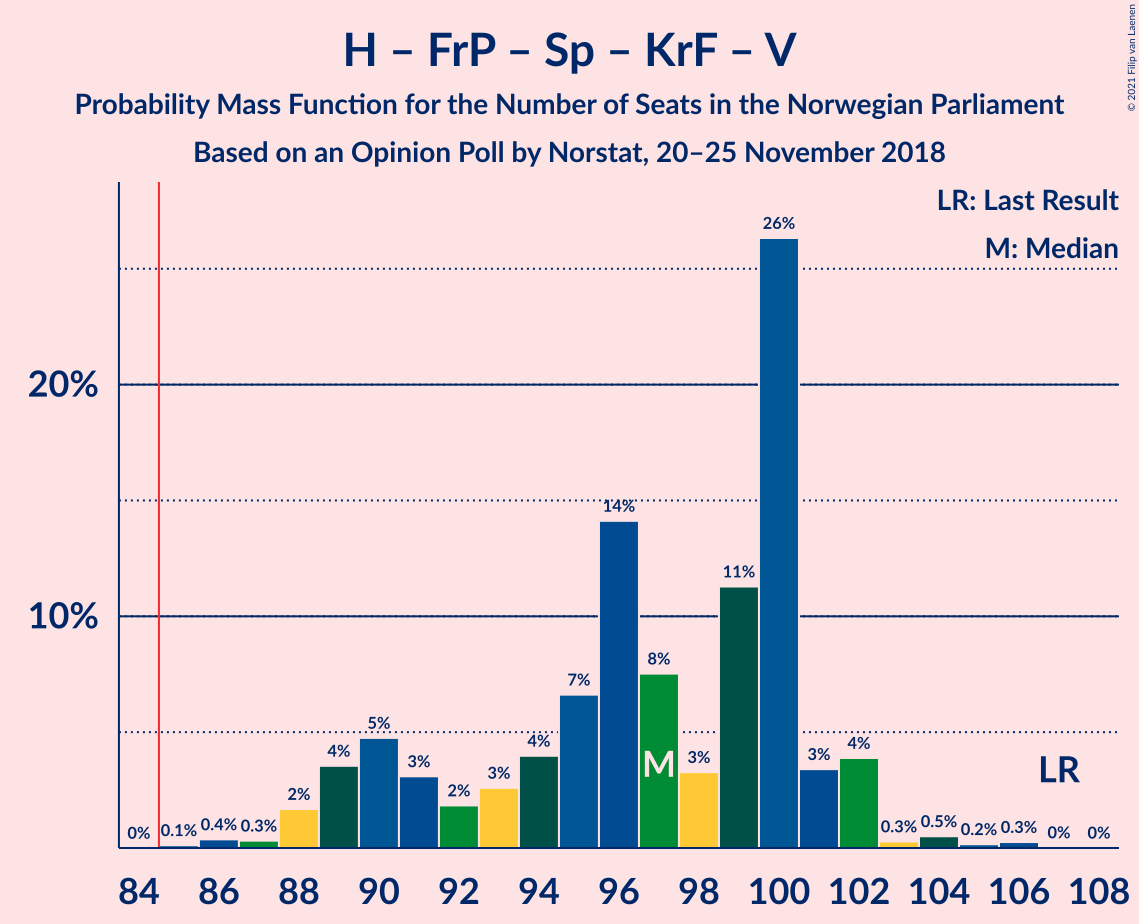 H – FrP – Sp – KrF – V
Probability Mass Function for the Number of Seats in the Norwegian Parliament
Based on an Opinion Poll by Norstat, 20–25 November 2018
© 2021 Filip van Laenen
LR: Last Result
M: Median
20%
10%
0% 0.1% 0.4% 0.3% 2% 4% 5% 3% 2% 3% 4% 7% 14% 8% 3% 11% 26% 3% 4% 0.3% 0.5% 0.2% 0.3% 0% 0%
M
LR
84 86 88 90 92 94 96 98 100 102 104 106 108